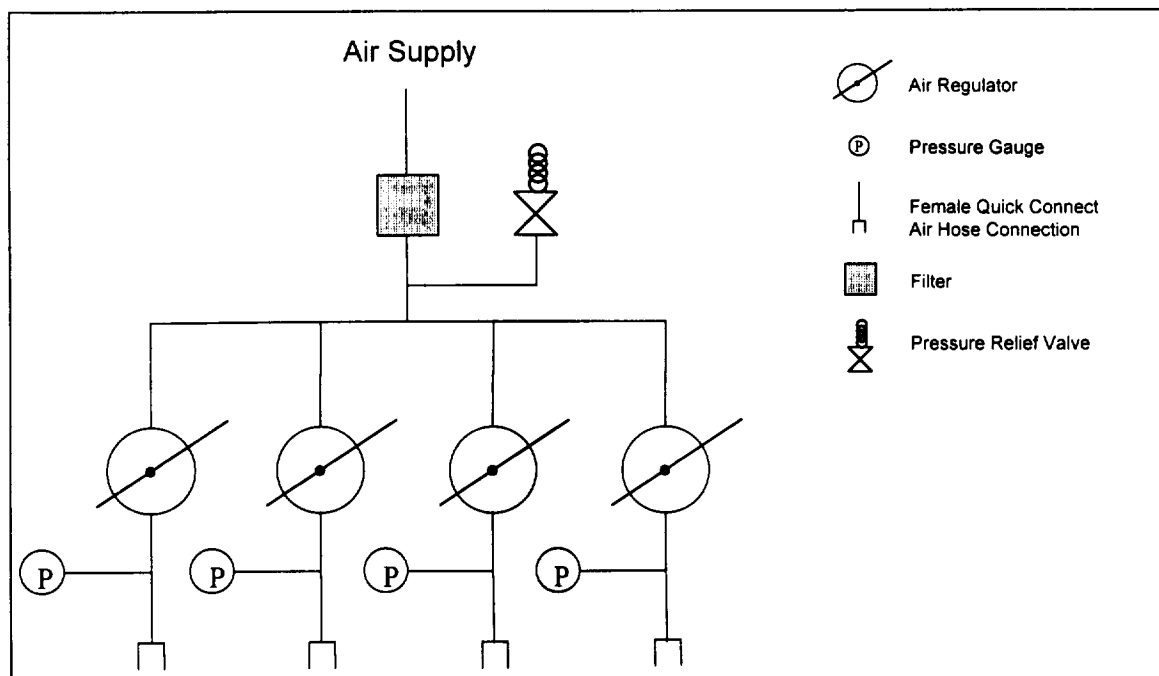 Air Supply
Air Regulator
Pressure Gauge
Female Quick Connect
Air Hose Connection
Filter
Pressure Relief Valve
P
P
P
P
P